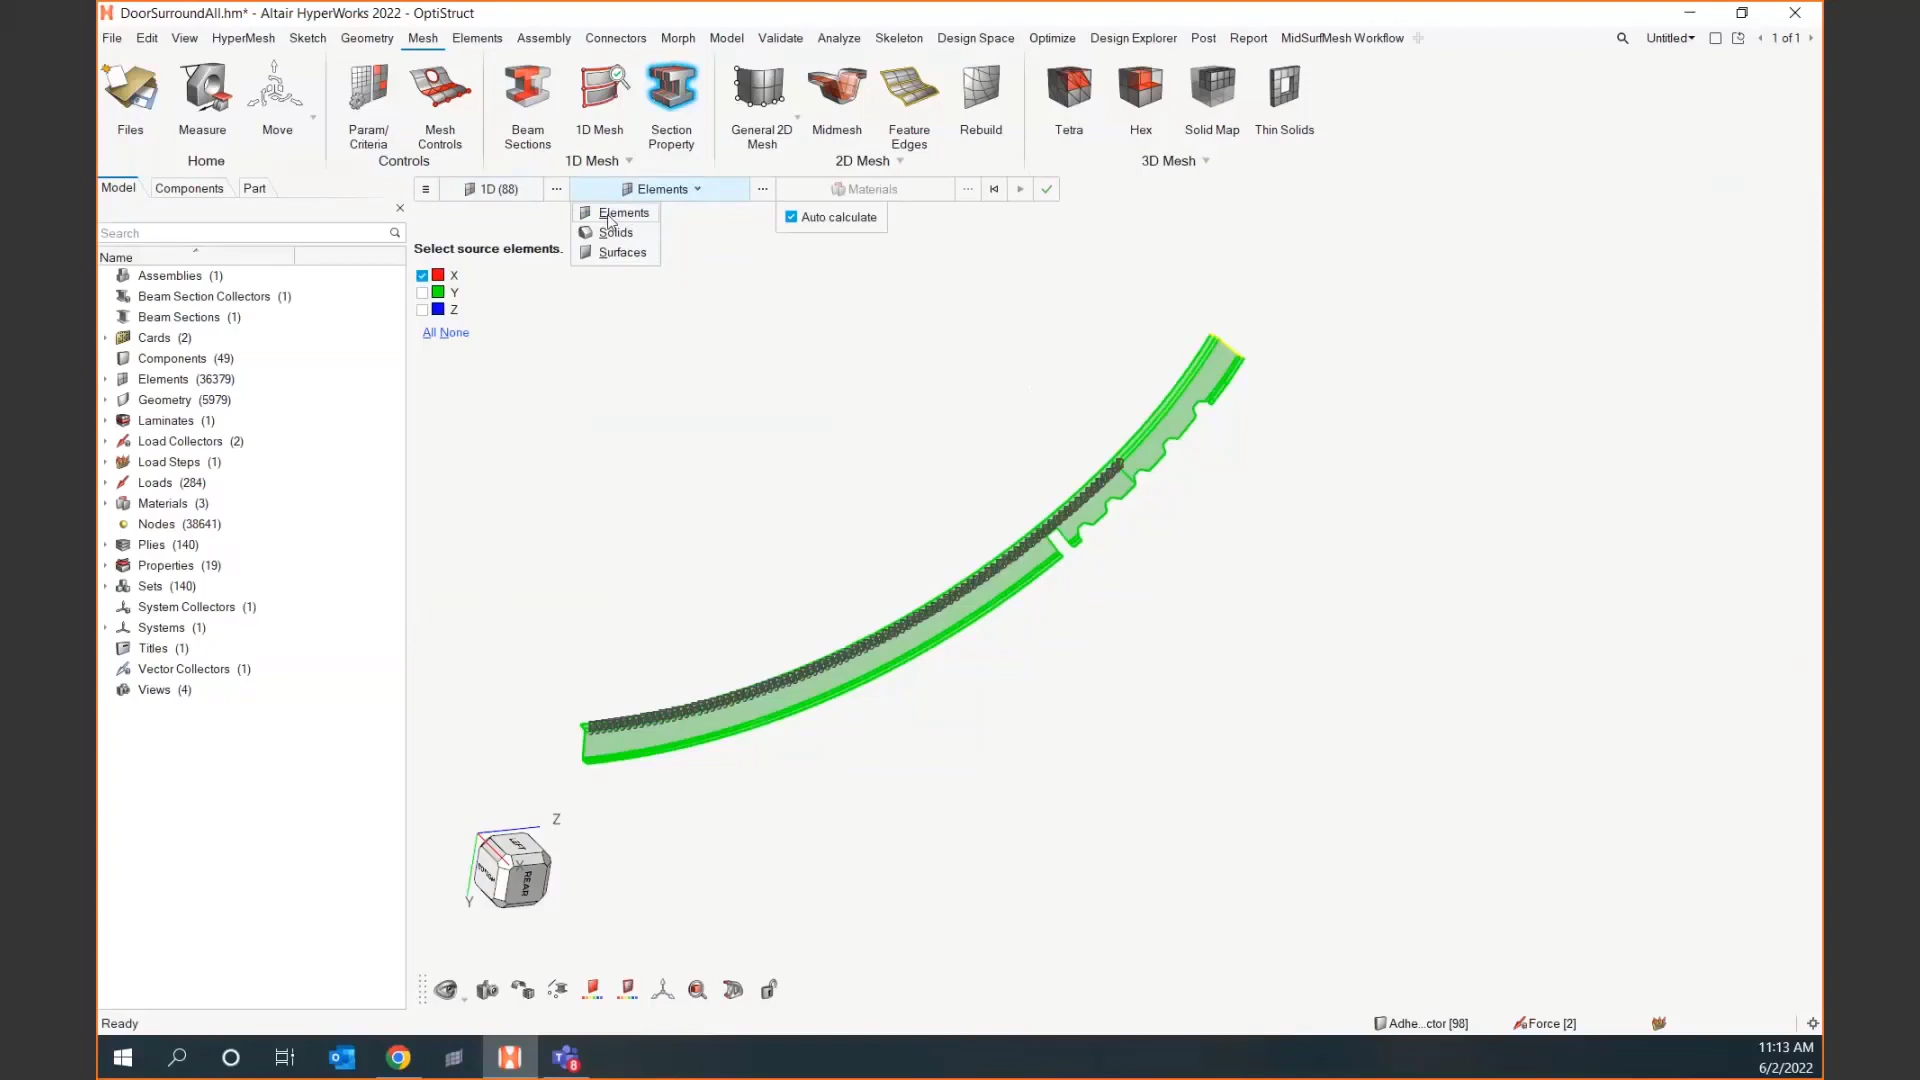 DoorSurroundAll.hm* - Altair HyperWorks 2022 - OptiStruct
File Edit View HyperMesh Sketch Geometry Mesh Elements Assembly Connectors Morph Model Validate Analyze Skeleton Design Space Optimize Design Explorer Post Report MidSurfMesh Workflow
Untitled 1 of 1
Files Measure Move Param/ Criteria Mesh Controls Beam Sections 1D Mesh Section Property General 2D Mesh Midmesh Feature Edges Rebuild Tetra Hex Solid Map Thin Solids
Home Controls 1D Mesh 2D Mesh 3D Mesh
Model Components Part
1D (88) Elements Materials
Elements
Solids
Surfaces
Auto calculate
Select source elements.
X
Y
Z
All None
Search
Name
Assemblies (1)
Beam Section Collectors (1)
Beam Sections (1)
Cards (2)
Components (49)
Elements (36379)
Geometry (5979)
Laminates (1)
Load Collectors (2)
Load Steps (1)
Loads (284)
Materials (3)
Nodes (38641)
Plies (140)
Properties (19)
Sets (140)
System Collectors (1)
Systems (1)
Titles (1)
Vector Collectors (1)
Views (4)
Z
LEFT
X
BOTTOM
REAR
Y
Ready
Adhe...ctor [98] Force [2]
8
11:13 AM
6/2/2022